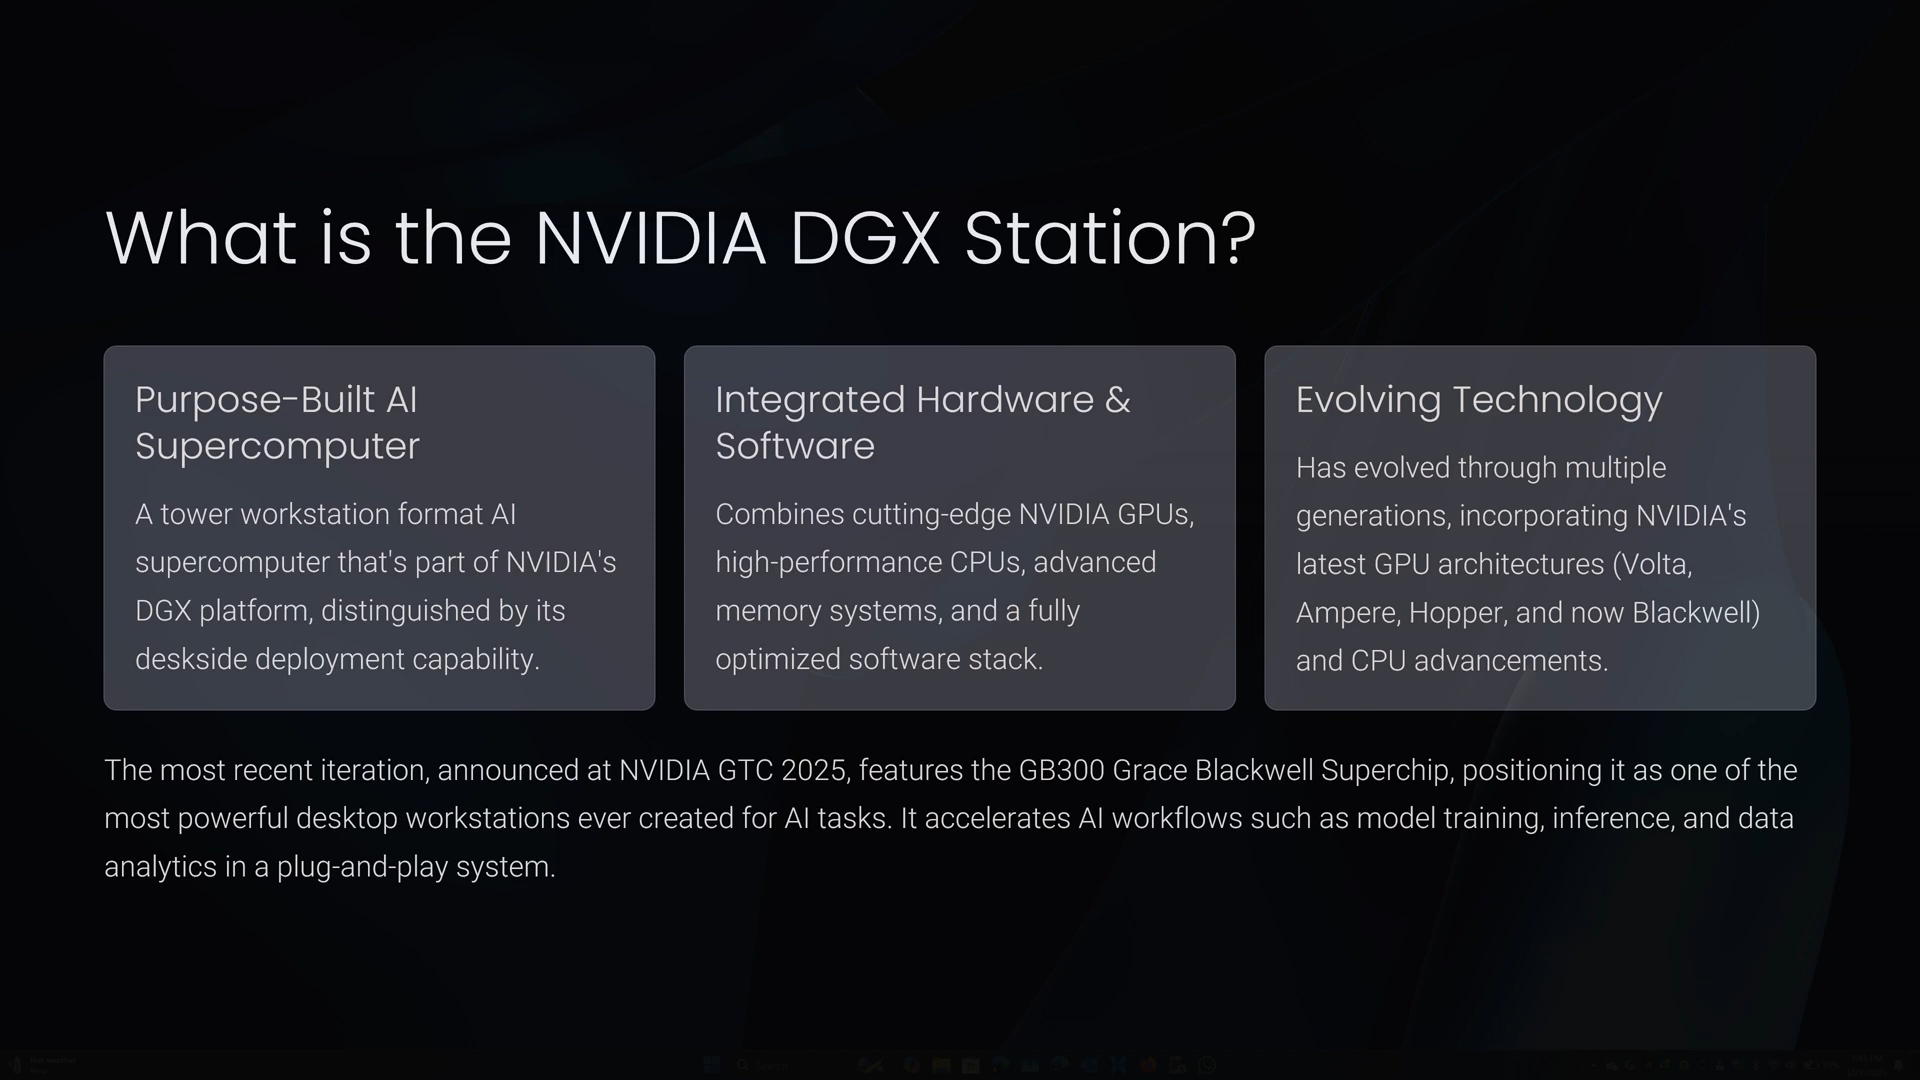 What is the NVIDIA DGX Station?
Purpose-Built AI
Supercomputer
A tower workstation format AI
supercomputer that's part of NVIDIA's
DGX platform, distinguished by its
deskside deployment capability.
Integrated Hardware &
Software
Combines cutting-edge NVIDIA GPUs,
high-performance CPUs, advanced
memory systems, and a fully
optimized software stack.
Evolving Technology
Has evolved through multiple
generations, incorporating NVIDIA's
latest GPU architectures (Volta,
Ampere, Hopper, and now Blackwell)
and CPU advancements.
The most recent iteration, announced at NVIDIA GTC 2025, features the GB300 Grace Blackwell Superchip, positioning it as one of the
most powerful desktop workstations ever created for AI tasks. It accelerates AI workflows such as model training, inference, and data
analytics in a plug-and-play system.
Search